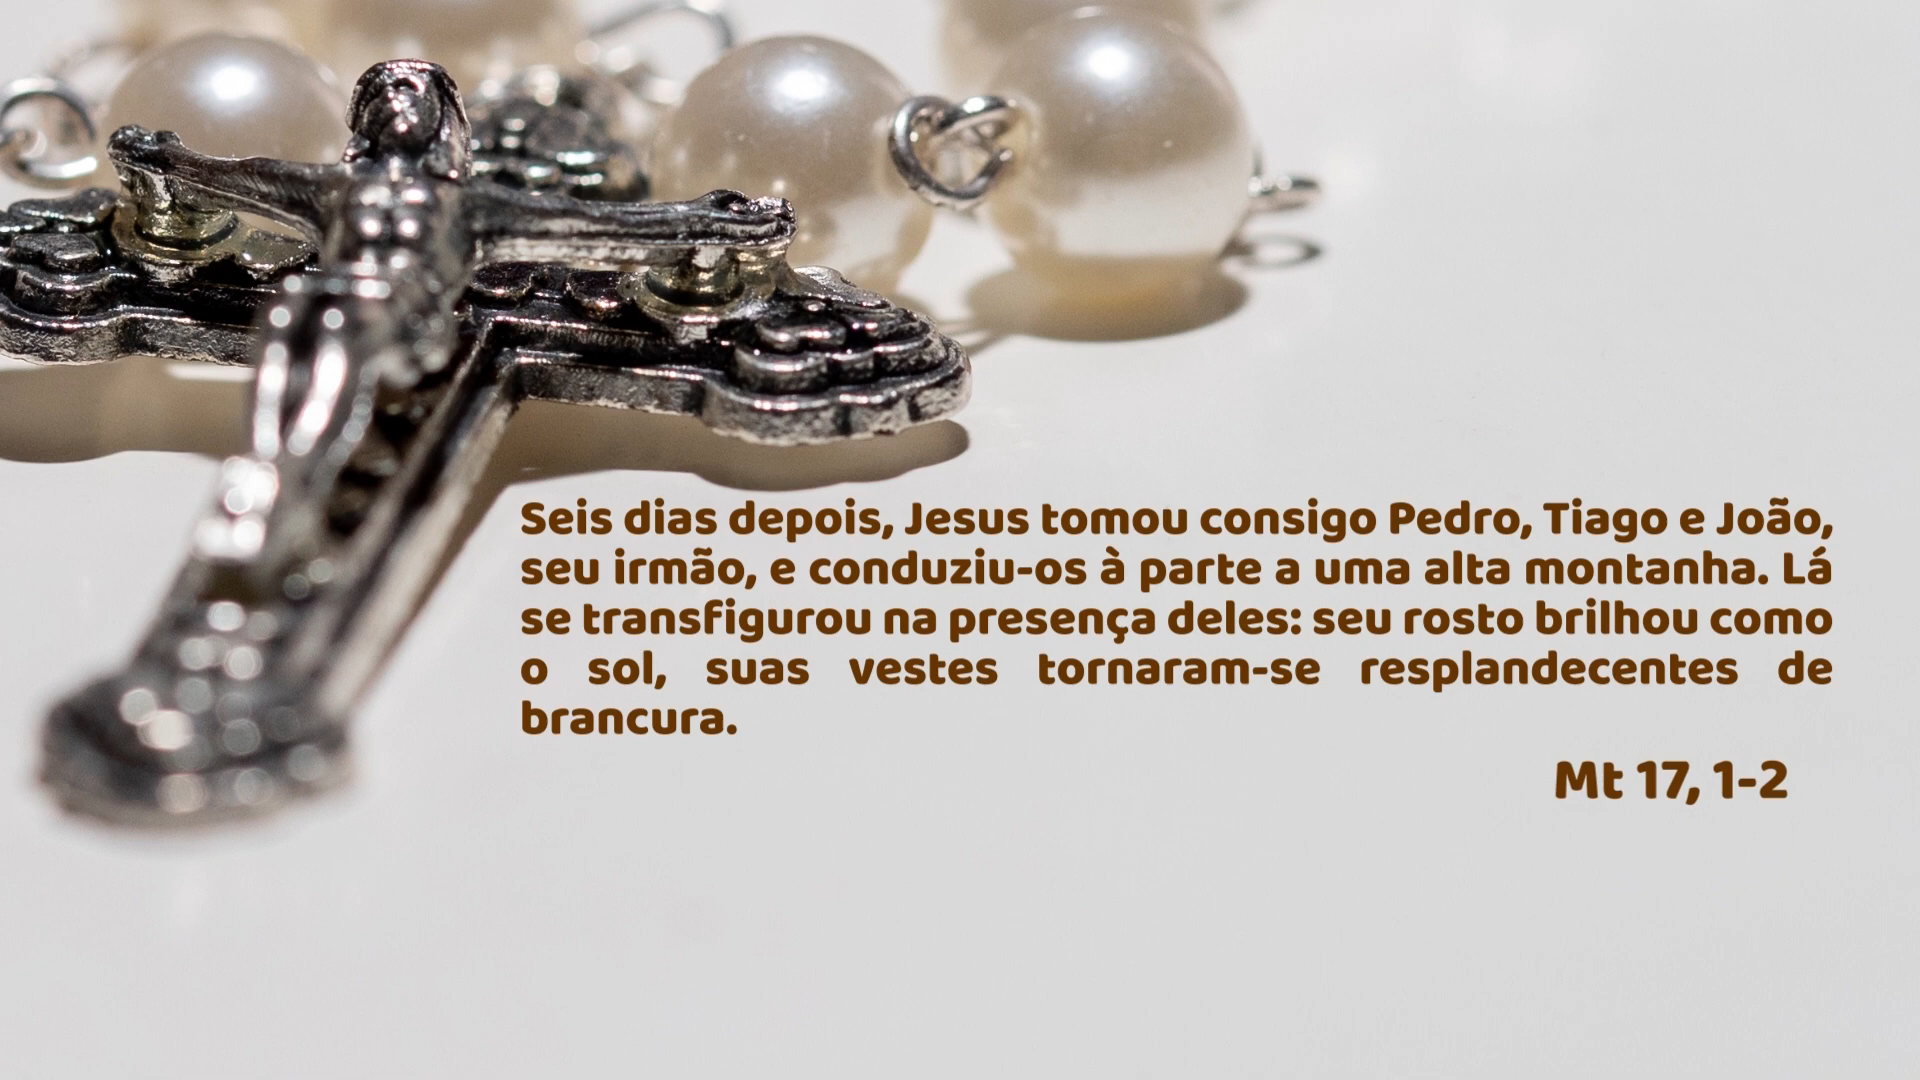 Seis dias depois, Jesus tomou consigo Pedro, Tiago e João,
seu irmão, e conduziu-os à parte a uma alta montanha. Lá
se transfigurou na presença deles: seu rosto brilhou como
o sol, suas vestes tornaram-se resplandecentes de
brancura.
Mt 17, 1-2